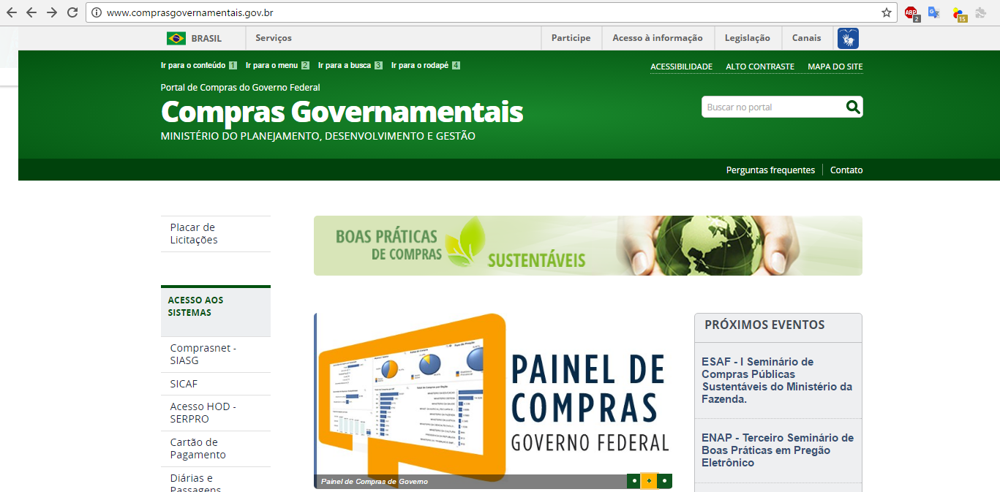 www.comprasgovernamentais.gov.br
ABP
2
15
BRASIL
Serviços
Participe
Acesso à informação
Legislação
Canais
Ir para o conteúdo 1
Ir para o menu 2
Ir para a busca 3
Ir para o rodapé 4
ACESSIBILIDADE
ALTO CONTRASTE
MAPA DO SITE
Portal de Compras do Governo Federal
Compras Governamentais
MINISTÉRIO DO PLANEJAMENTO, DESENVOLVIMENTO E GESTÃO
Buscar no portal
Perguntas frequentes
Contato
Placar de
Licitações
ACESSO AOS
SISTEMAS
Comprasnet -
SIASG
SICAF
Acesso HOD -
SERPRO
Cartão de
Pagamento
Diárias e
Passagens
BOAS PRÁTICAS
DE COMPRAS
SUSTENTÁVEIS
PAINEL DE
COMPRAS
GOVERNO FEDERAL
Painel de Compras de Governo
PRÓXIMOS EVENTOS
ESAF - I Seminário de
Compras Públicas
Sustentáveis do Ministério da
Fazenda.
ENAP - Terceiro Seminário de
Boas Práticas em Pregão
Eletrônico